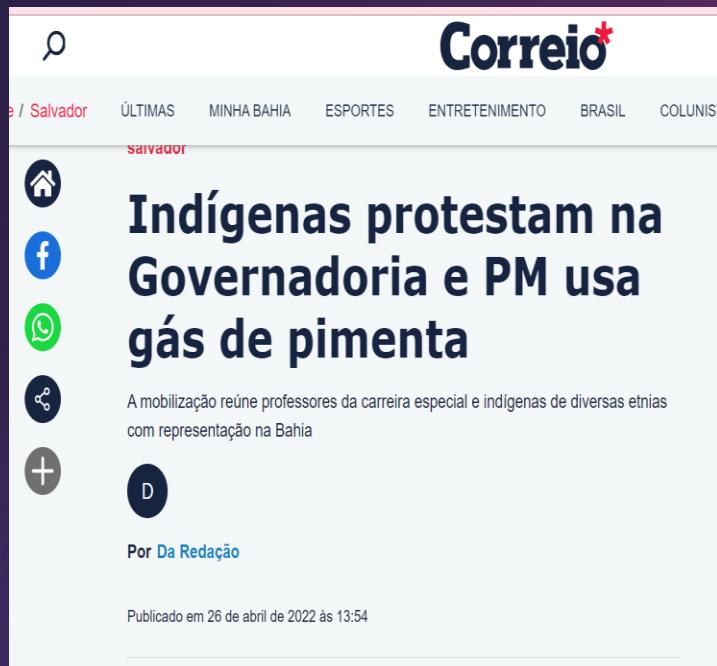 Correio*
e / Salvador ÚLTIMAS MINHA BAHIA ESPORTES ENTRETENIMENTO BRASIL COLUNIS
salvador
Indígenas protestam na
Governadoria e PM usa
gás de pimenta
A mobilização reúne professores da carreira especial e indígenas de diversas etnias
com representação na Bahia
D
Por Da Redação
Publicado em 26 de abril de 2022 às 13:54